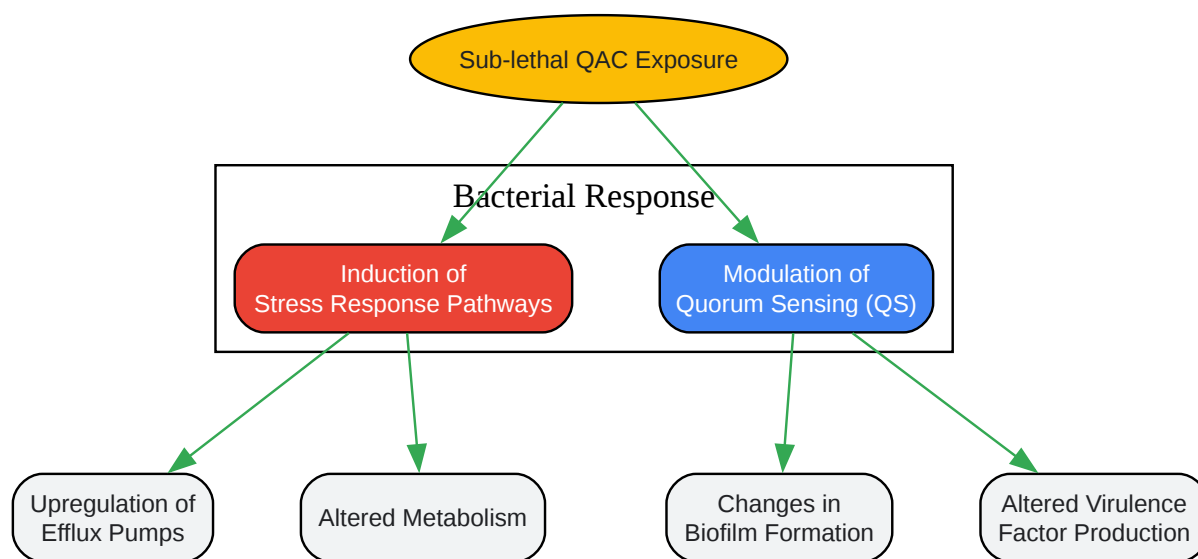 Sub-lethal QAC Exposure
Bacterial Response
Induction of
Stress Response Pathways
Modulation of
Quorum Sensing (QS)
Upregulation of
Efflux Pumps
Altered Metabolism
Changes in
Biofilm Formation
Altered Virulence
Factor Production